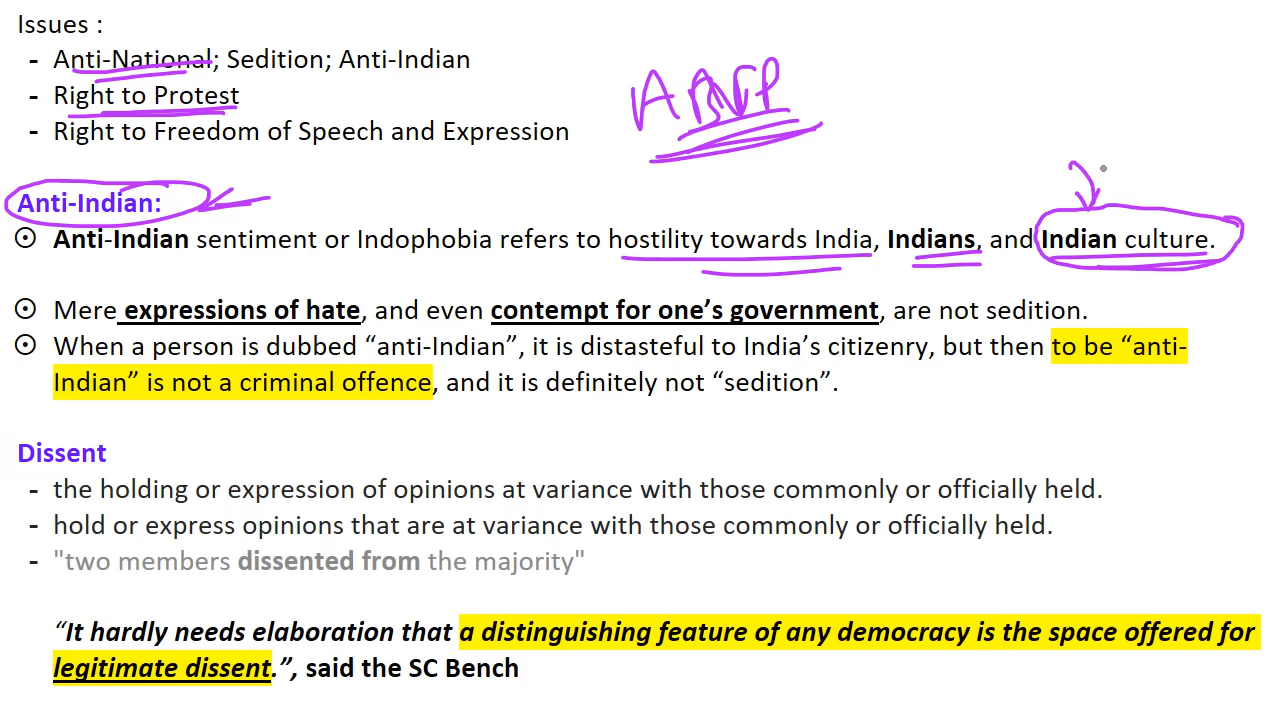 Issues :
- Anti-National; Sedition; Anti-Indian
- Right to Protest
- Right to Freedom of Speech and Expression
Anti-Indian:
Anti-Indian sentiment or Indophobia refers to hostility towards India, Indians, and Indian culture.
Mere expressions of hate, and even contempt for one’s government, are not sedition.
When a person is dubbed “anti-Indian”, it is distasteful to India’s citizenry, but then to be “anti-
Indian” is not a criminal offence, and it is definitely not “sedition”.
Dissent
- the holding or expression of opinions at variance with those commonly or officially held.
- hold or express opinions that are at variance with those commonly or officially held.
- "two members dissented from the majority"
“It hardly needs elaboration that a distinguishing feature of any democracy is the space offered for
legitimate dissent.”, said the SC Bench